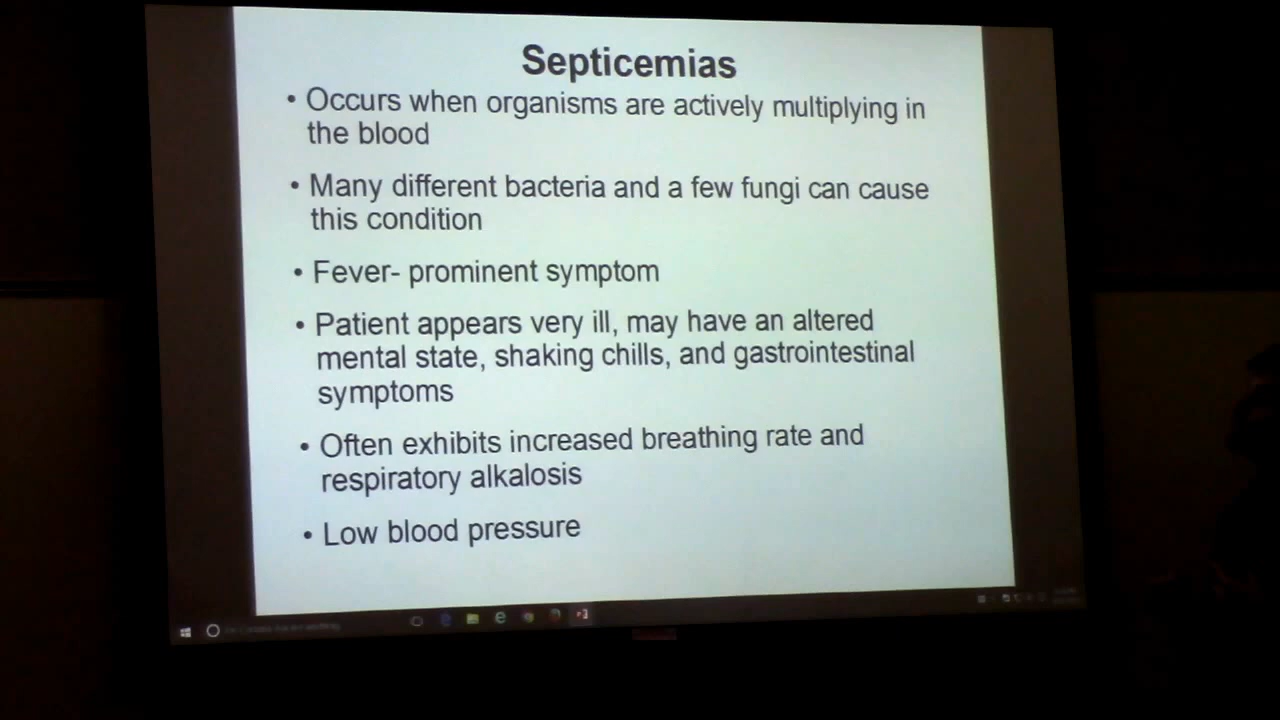 Septicemias
• Occurs when organisms are actively multiplying in
the blood
• Many different bacteria and a few fungi can cause
this condition
• Fever- prominent symptom
• Patient appears very ill, may have an altered
mental state, shaking chills, and gastrointestinal
symptoms
• Often exhibits increased breathing rate and
respiratory alkalosis
• Low blood pressure